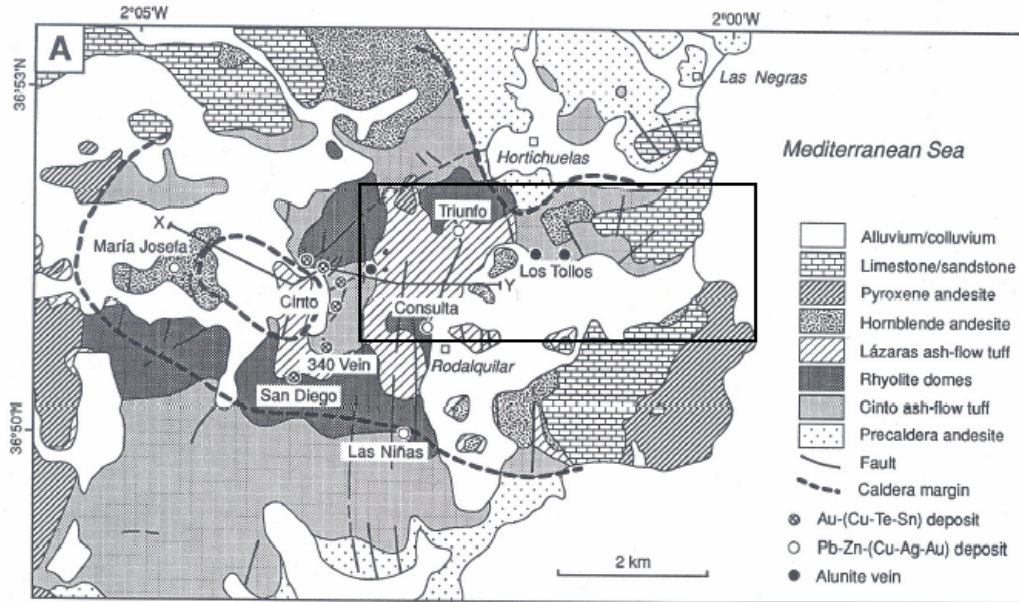 2°05'W
2°00'W
A
36°53'N
Las Negras
Hortichuelas
Mediterranean Sea
Triunfo
X
María Josefa
Los Tollos
Cinto
Y
Consulta
340 Vein
Rodalquilar
San Diego
36°50'N
Las Niñas
2 km
Alluvium/colluvium
Limestone/sandstone
Pyroxene andesite
Hornblende andesite
Lázaras ash-flow tuff
Rhyolite domes
Cinto ash-flow tuff
Precaldera andesite
Fault
Caldera margin
Au-(Cu-Te-Sn) deposit
Pb-Zn-(Cu-Ag-Au) deposit
Alunite vein